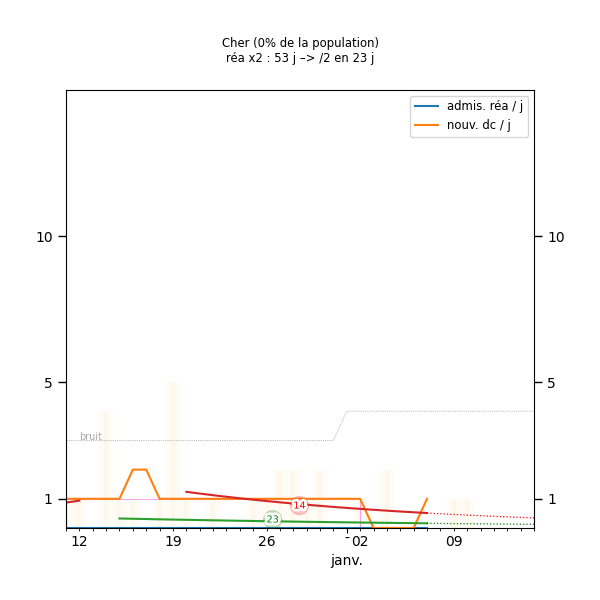 Cher (0% de la population)
réa x2 : 53 j –> /2 en 23 j
admis. réa / j
nouv. dc / j
10
10
5
5
bruit
1
1
14
23
12
19
26
02
09
janv.